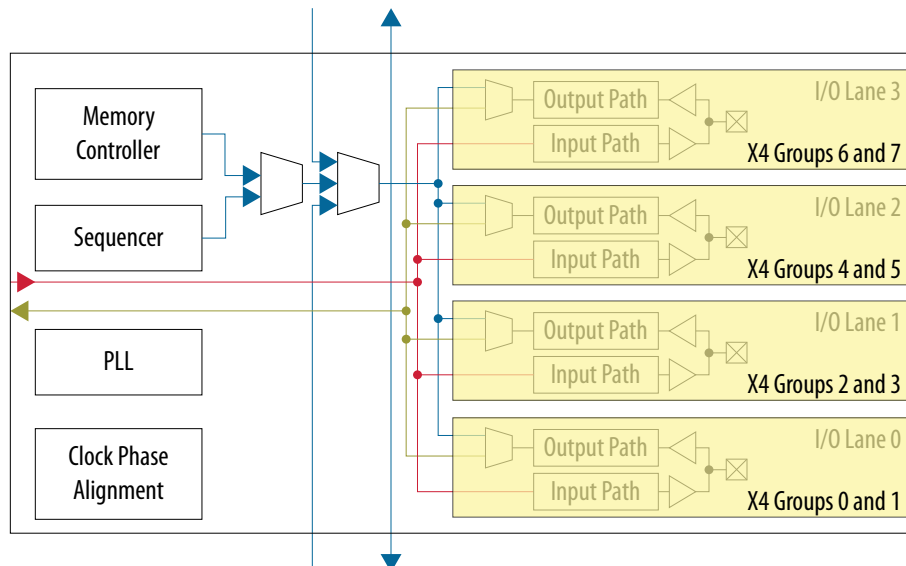 Memory
Controller
Sequencer
PLL
Clock Phase
Alignment
Output Path
I/O Lane 3
Input Path
X4 Groups 6 and 7
Output Path
I/O Lane 2
Input Path
X4 Groups 4 and 5
Output Path
I/O Lane 1
Input Path
X4 Groups 2 and 3
Output Path
I/O Lane 0
Input Path
X4 Groups 0 and 1